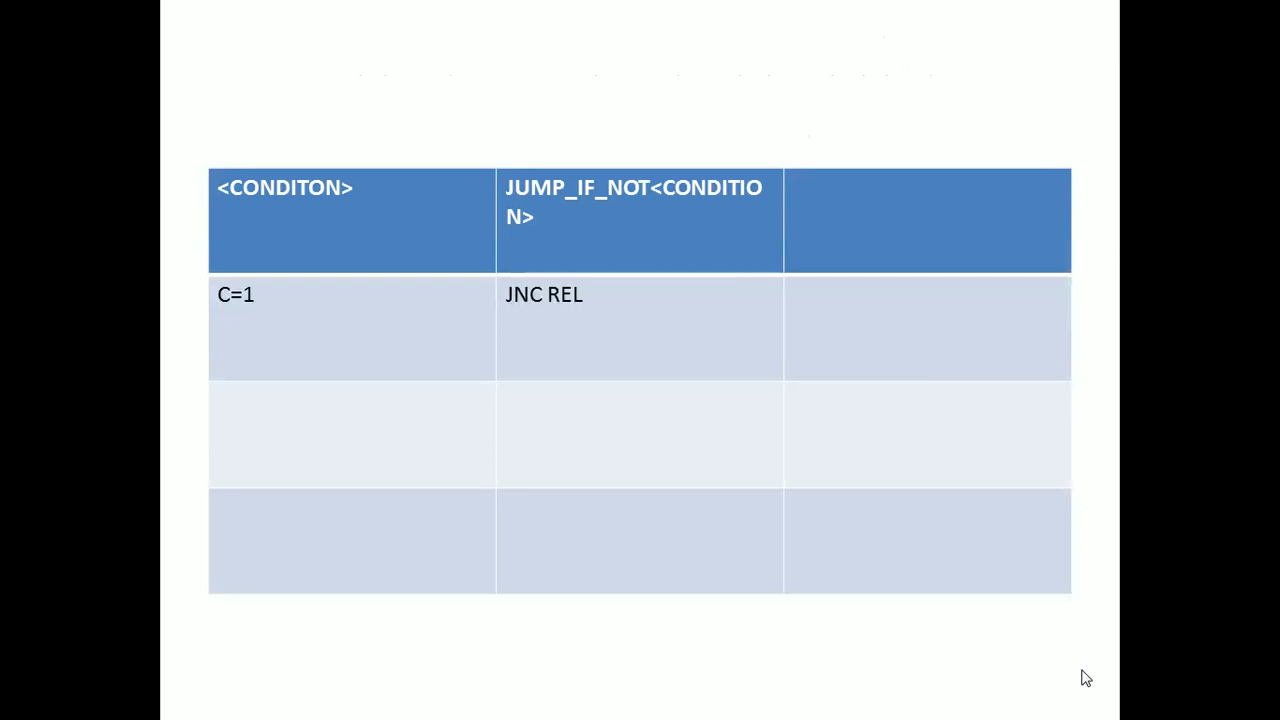 <CONDITON>
JUMP_IF_NOT<CONDITIO
N>
C=1
JNC REL